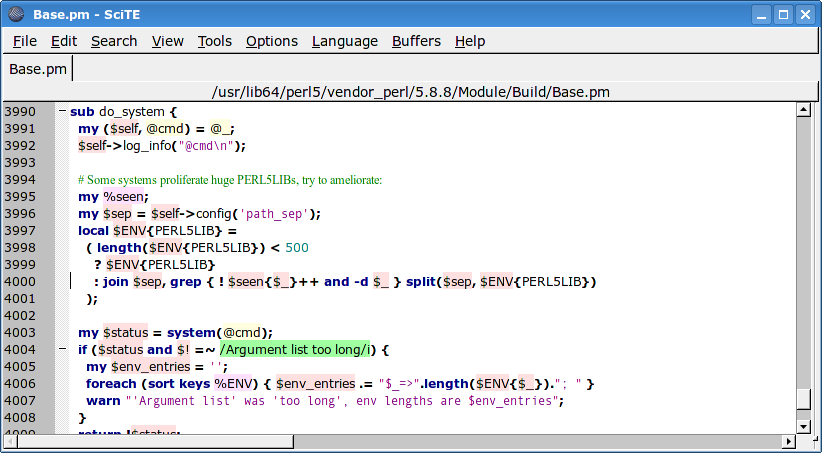 Base.pm - SciTE
File Edit Search View Tools Options Language Buffers Help
Base.pm
/usr/lib64/perl5/vendor_perl/5.8.8/Module/Build/Base.pm
3990 sub do_system {
3991 my ($self, @cmd) = @_;
3992 $self->log_info("@cmd\n");
3993
3994 # Some systems proliferate huge PERL5LIBs, try to ameliorate:
3995 my %seen;
3996 my $sep = $self->config('path_sep');
3997 local $ENV{PERL5LIB} =
3998 ( length($ENV{PERL5LIB}) < 500
3999 ? $ENV{PERL5LIB}
4000 : join $sep, grep { ! $seen{$_}++ and -d $_ } split($sep, $ENV{PERL5LIB})
4001 );
4002
4003 my $status = system(@cmd);
4004 if ($status and $! =~ /Argument list too long/i) {
4005 my $env_entries = '';
4006 foreach (sort keys %ENV) { $env_entries .= "$_=>".length($ENV{$_})."; " }
4007 warn "'Argument list' was 'too long', env lengths are $env_entries";
4008 }
4009 return !$status;